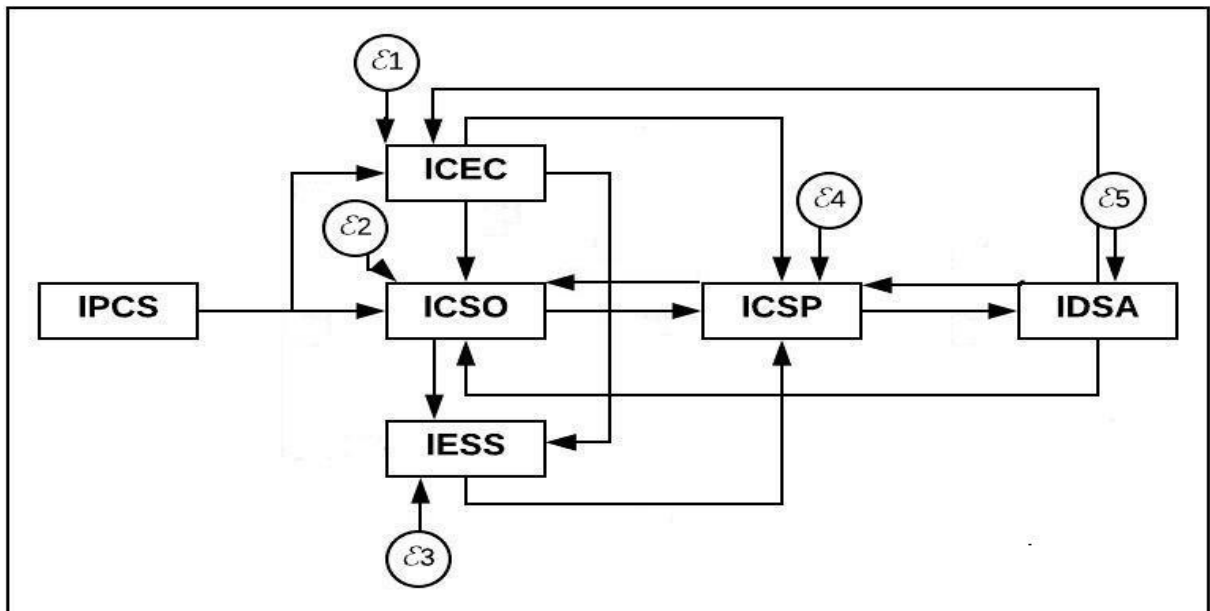 ℰ1
ICEC
ℰ2
ℰ4
ℰ5
IPCS
ICSO
ICSP
IDSA
IESS
ℰ3